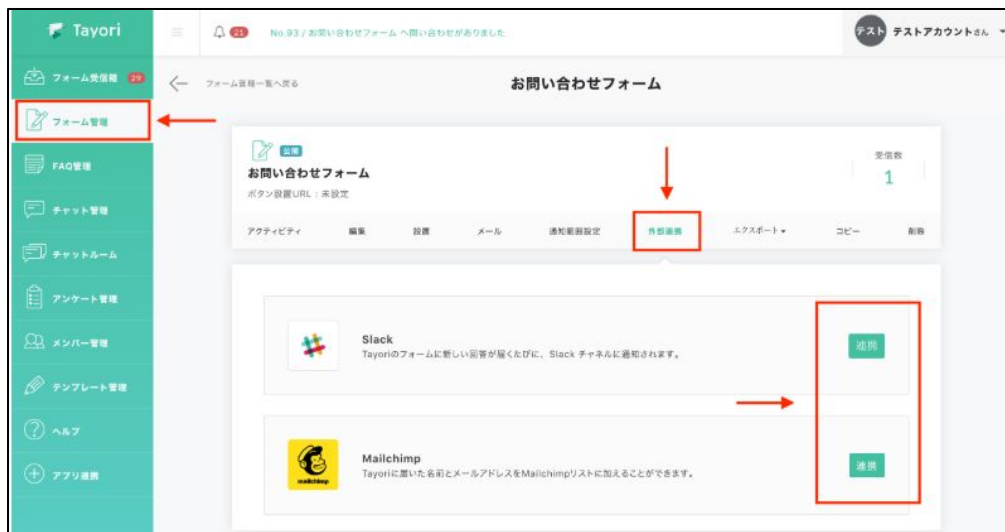 Tayori
21
No.93 / お問い合わせフォーム へ問い合わせがありました
テスト テストアカウントさん
フォーム受信箱 29
フォーム管理
FAQ管理
チャット管理
チャットルーム
アンケート管理
メンバー管理
テンプレート管理
ヘルプ
アプリ連携
フォーム管理一覧へ戻る
お問い合わせフォーム
公開
お問い合わせフォーム
ボタン設置URL：未設定
受信数
1
アクティビティ 編集 設置 メール 通知範囲設定 外部連携 エクスポート コピー 削除
Slack
Tayoriのフォームに新しい回答が届くたびに、Slack チャネルに通知されます。
連携
Mailchimp
Tayoriに届いた名前とメールアドレスをMailchimpリストに加えることができます。
連携
mailchimp